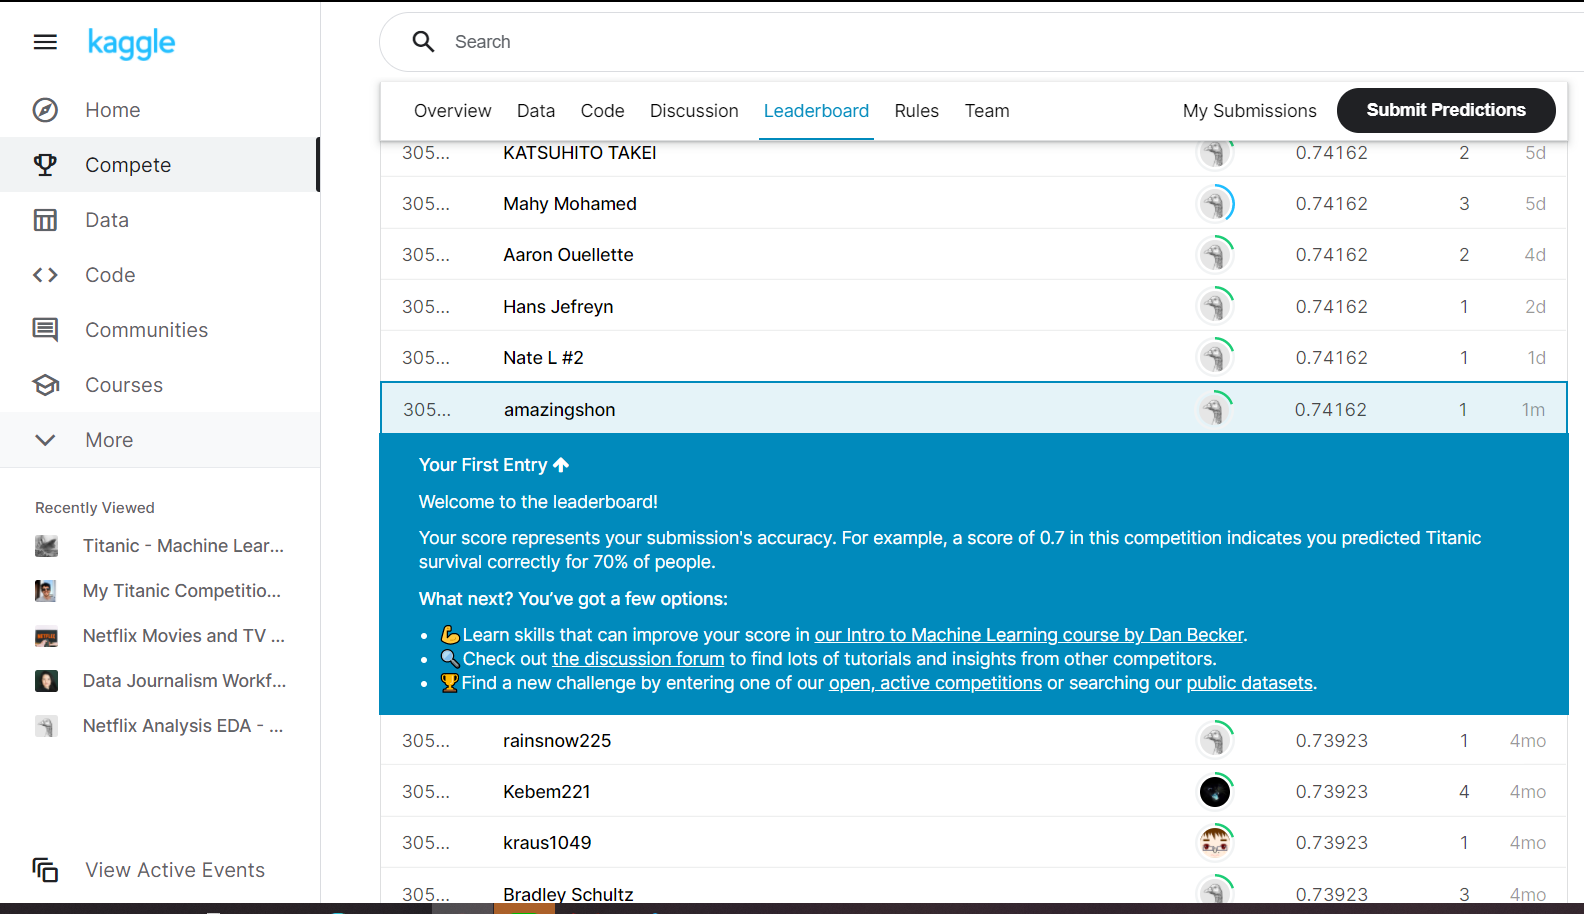 kaggle
Search
Home
Compete
Data
Code
Communities
Courses
More
Recently Viewed
Titanic - Machine Lear...
My Titanic Competitio...
Netflix Movies and TV ...
Data Journalism Workf...
Netflix Analysis EDA - ...
View Active Events
Overview Data Code Discussion Leaderboard Rules Team My Submissions Submit Predictions
305... KATSUHITO TAKEI 0.74162 2 5d
305... Mahy Mohamed 0.74162 3 5d
305... Aaron Ouellette 0.74162 2 4d
305... Hans Jefreyn 0.74162 1 2d
305... Nate L #2 0.74162 1 1d
305... amazingshon 0.74162 1 1m
Your First Entry ↑
Welcome to the leaderboard!
Your score represents your submission's accuracy. For example, a score of 0.7 in this competition indicates you predicted Titanic
survival correctly for 70% of people.
What next? You’ve got a few options:
• 💪Learn skills that can improve your score in our Intro to Machine Learning course by Dan Becker.
• 🔍Check out the discussion forum to find lots of tutorials and insights from other competitors.
• 🏆Find a new challenge by entering one of our open, active competitions or searching our public datasets.
305... rainsnow225 0.73923 1 4mo
305... Kebem221 0.73923 4 4mo
305... kraus1049 0.73923 1 4mo
305... Bradley Schultz 0.73923 3 4mo